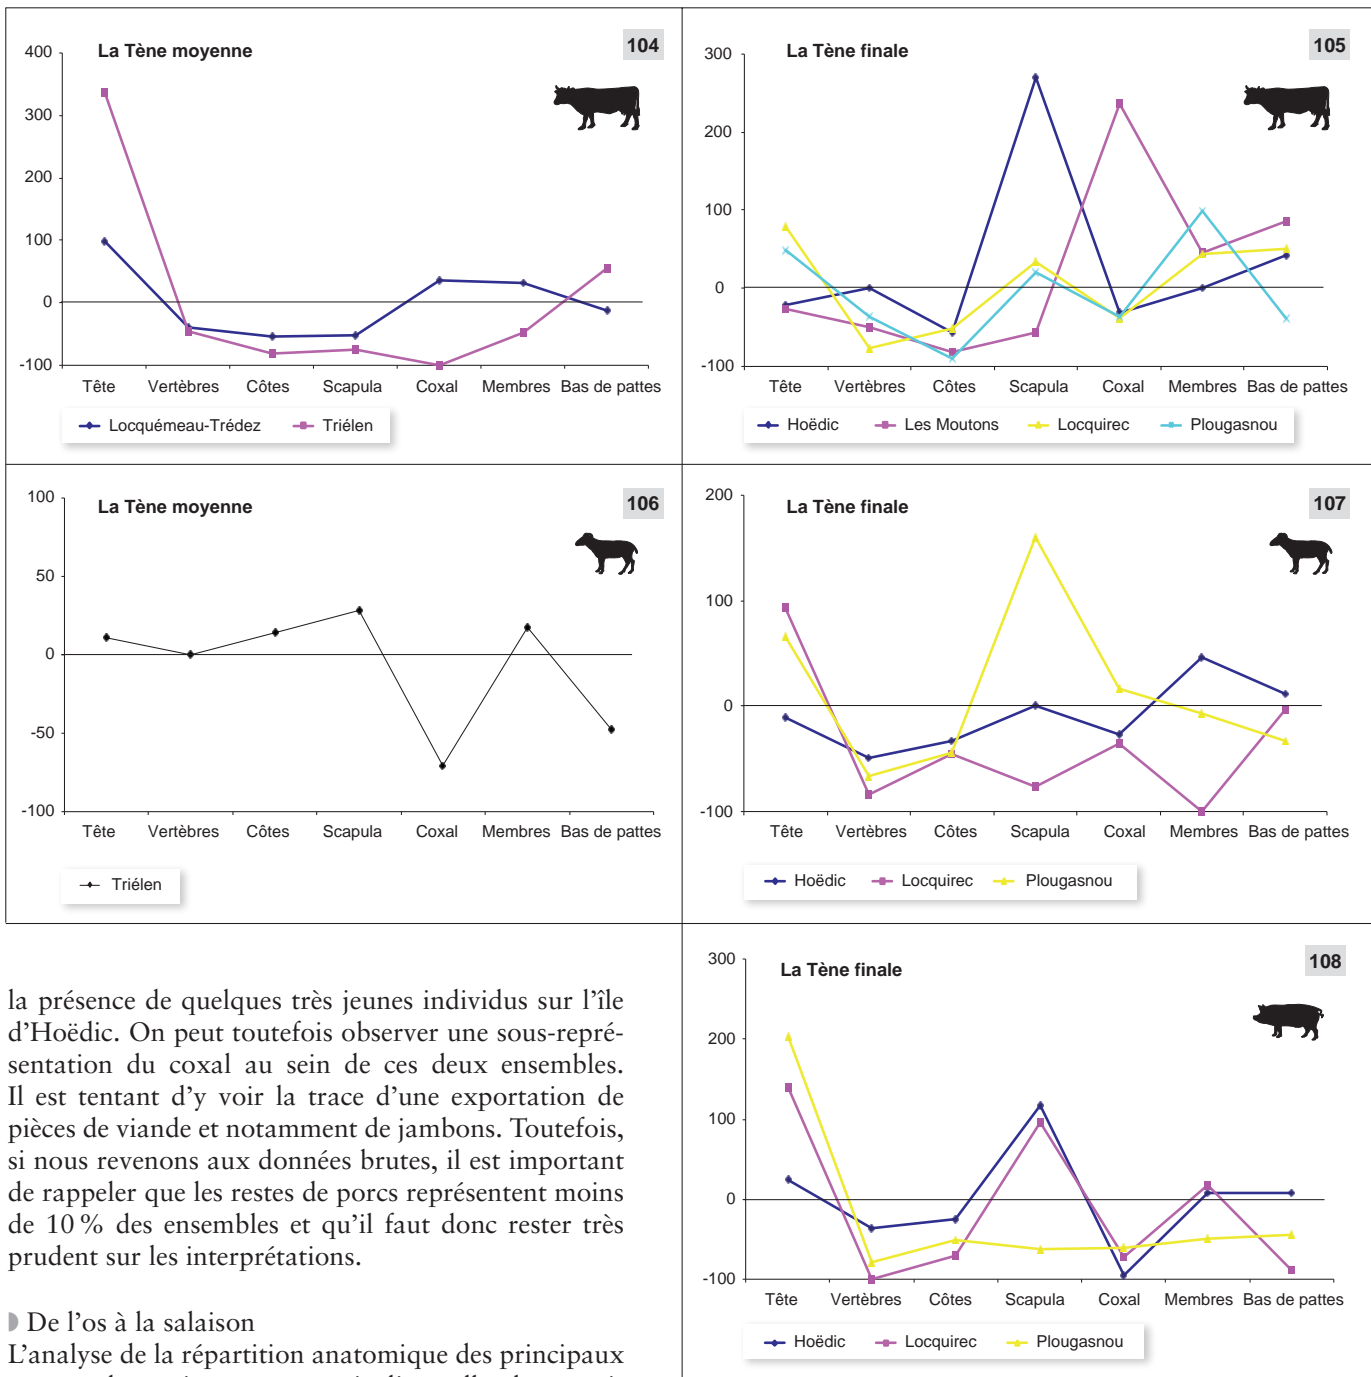 La Tène moyenne
104
400
300
200
100
0
-100
Tête Vertèbres Côtes Scapula Coxal Membres Bas de pattes
Locquémeau-Trédez Triélen
La Tène finale
105
300
200
100
0
-100
Tête Vertèbres Côtes Scapula Coxal Membres Bas de pattes
Hoëdic Les Moutons Locquirec Plougasnou
La Tène moyenne
106
100
50
0
-50
-100
Tête Vertèbres Côtes Scapula Coxal Membres Bas de pattes
Triélen
La Tène finale
107
200
100
0
-100
Tête Vertèbres Côtes Scapula Coxal Membres Bas de pattes
Hoëdic Locquirec Plougasnou
La Tène finale
108
300
200
100
0
-100
Tête Vertèbres Côtes Scapula Coxal Membres Bas de pattes
Hoëdic Locquirec Plougasnou
la présence de quelques très jeunes individus sur l'île
d'Hoëdic. On peut toutefois observer une sous-repré-
sentation du coxal au sein de ces deux ensembles.
Il est tentant d'y voir la trace d'une exportation de
pièces de viande et notamment de jambons. Toutefois,
si nous revenons aux données brutes, il est important
de rappeler que les restes de porcs représentent moins
de 10 % des ensembles et qu'il faut donc rester très
prudent sur les interprétations.
De l'os à la salaison
L'analyse de la répartition anatomique des principaux